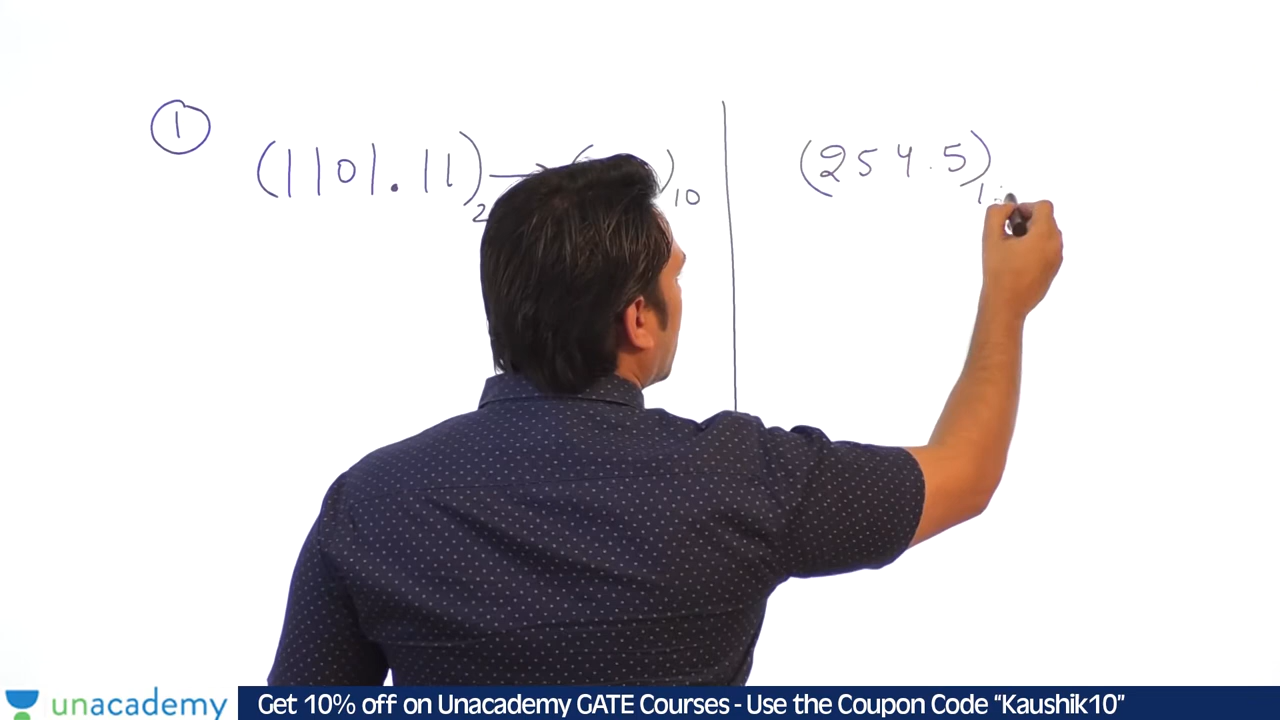 ①
(1101.11)₂ → ( )₁₀
(254.5)₁
unacademy
Get 10% off on Unacademy GATE Courses - Use the Coupon Code “Kaushik10”